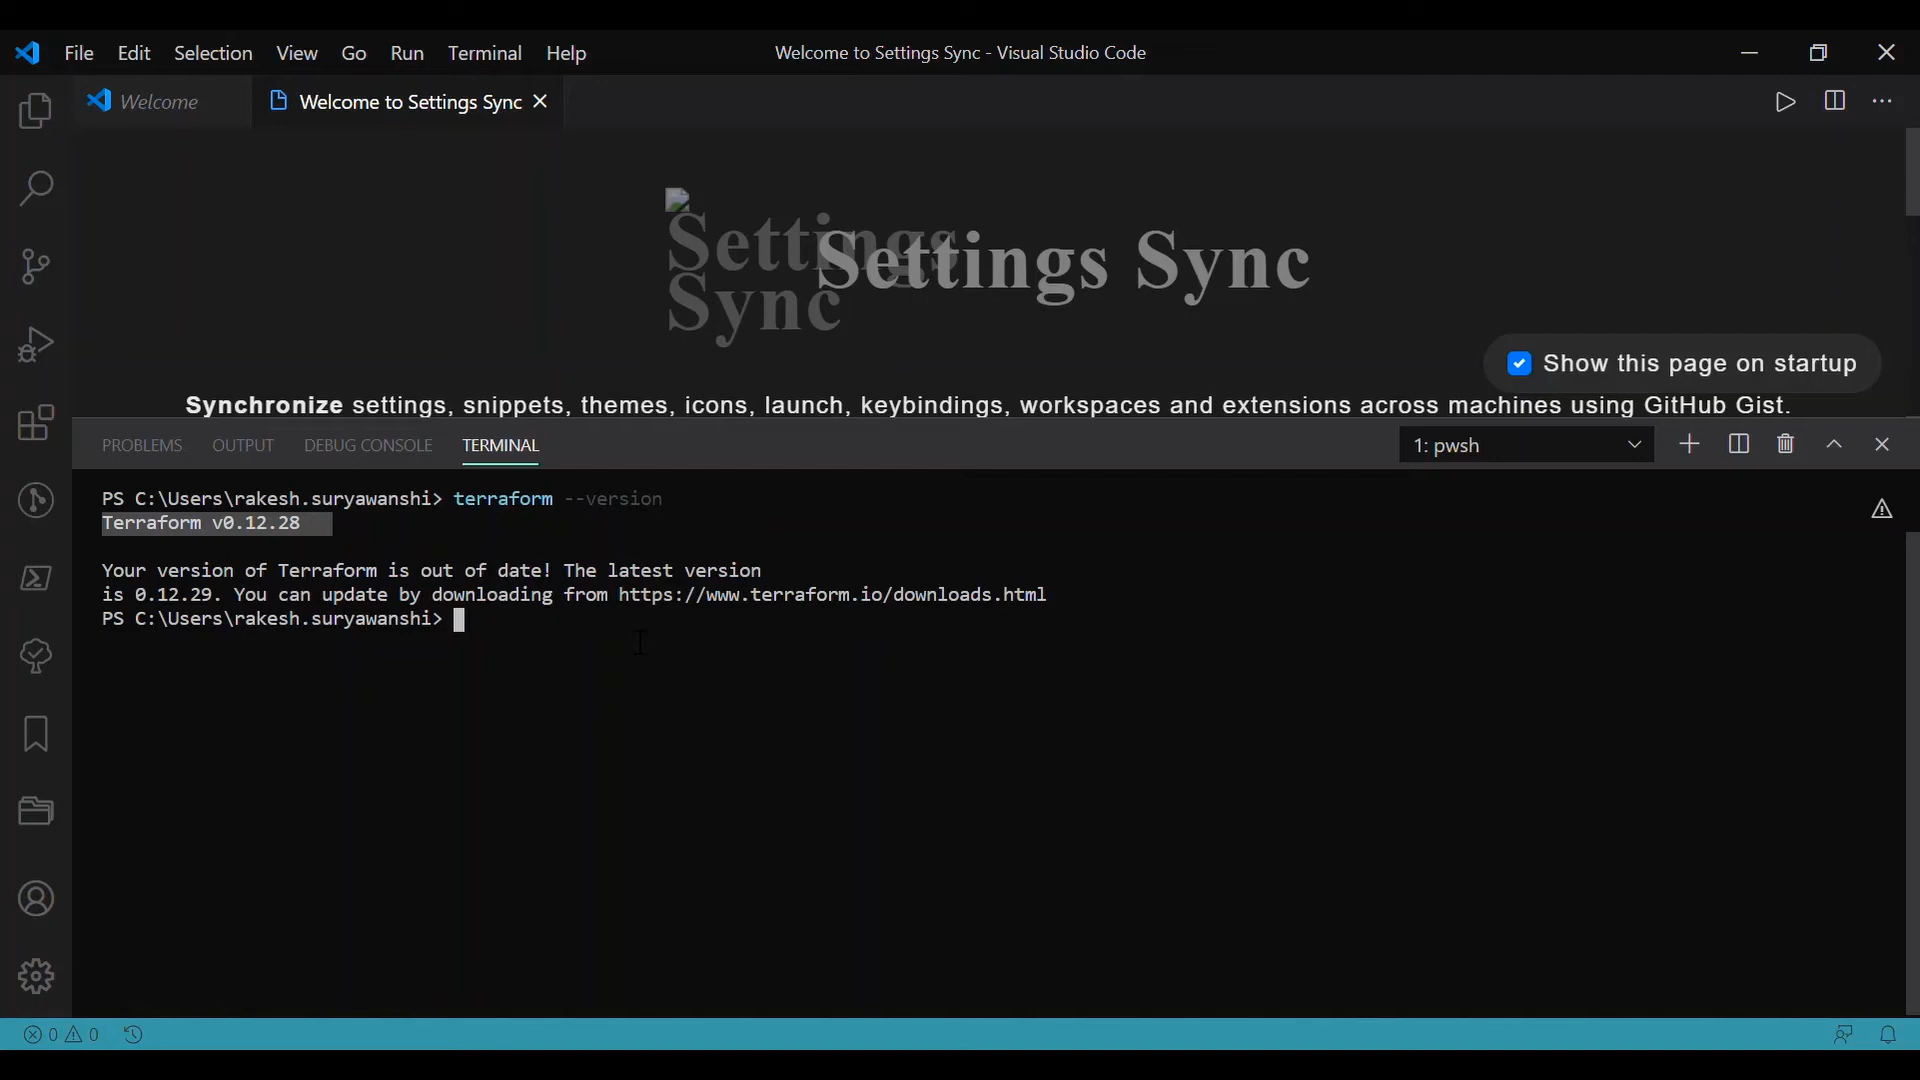 File Edit Selection View Go Run Terminal Help Welcome to Settings Sync - Visual Studio Code
Welcome Welcome to Settings Sync
Settings
Sync
Settings Sync
Show this page on startup
Synchronize settings, snippets, themes, icons, launch, keybindings, workspaces and extensions across machines using GitHub Gist.
PROBLEMS OUTPUT DEBUG CONSOLE TERMINAL 1: pwsh
PS C:\Users\rakesh.suryawanshi> terraform --version
Terraform v0.12.28
Your version of Terraform is out of date! The latest version
is 0.12.29. You can update by downloading from https://www.terraform.io/downloads.html
PS C:\Users\rakesh.suryawanshi>
0 0